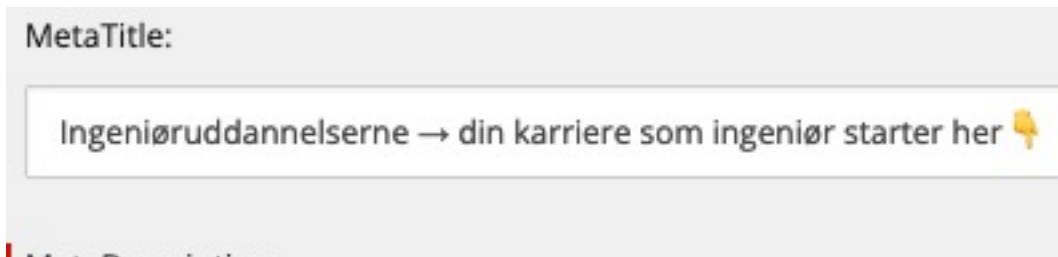 MetaTitle:
Ingeniøruddannelserne → din karriere som ingeniør starter her 👇